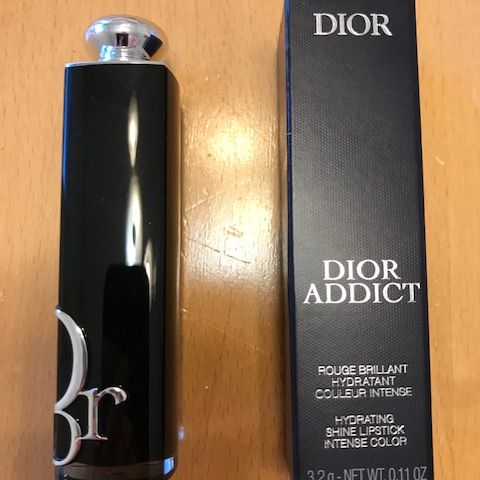 DIOR
DIOR
ADDICT
ROUGE BRILLANT
HYDRATANT
COULEUR INTENSE
HYDRATING
SHINE LIPSTICK
INTENSE COLOR
3.2 g - NET WT. 0.11 OZ
Dior